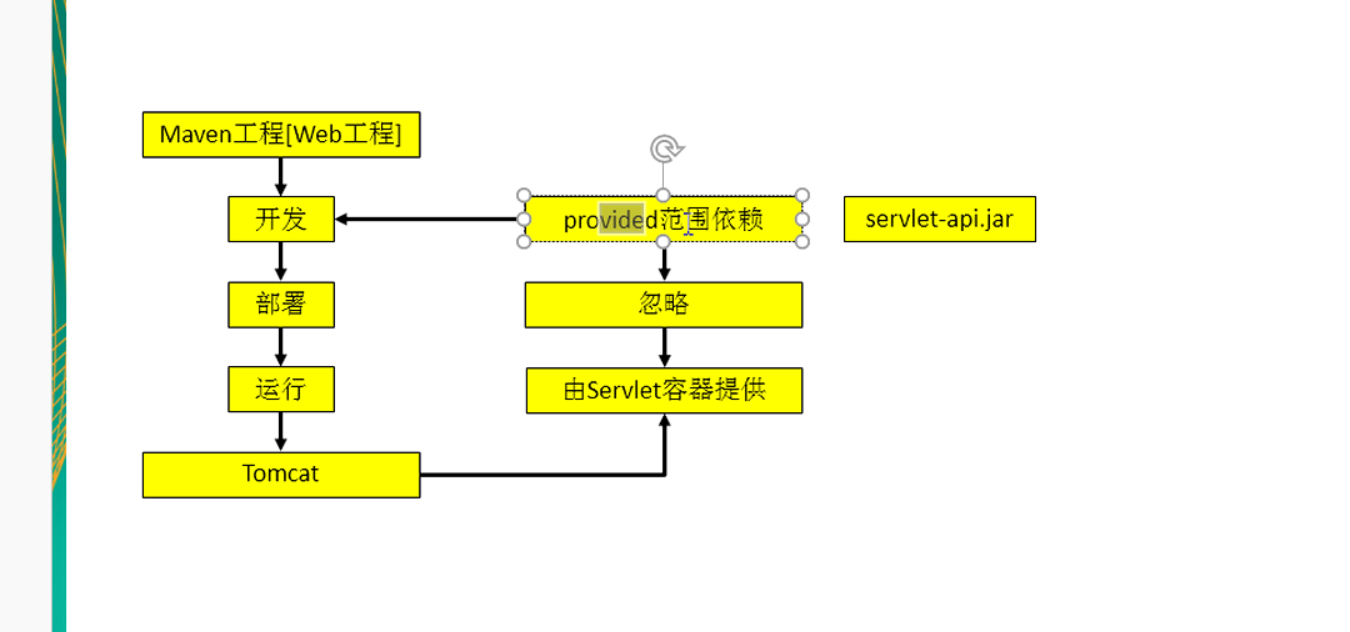 Maven工程[Web工程]
开发
provided范围依赖
servlet-api.jar
部署
忽略
运行
由Servlet容器提供
Tomcat